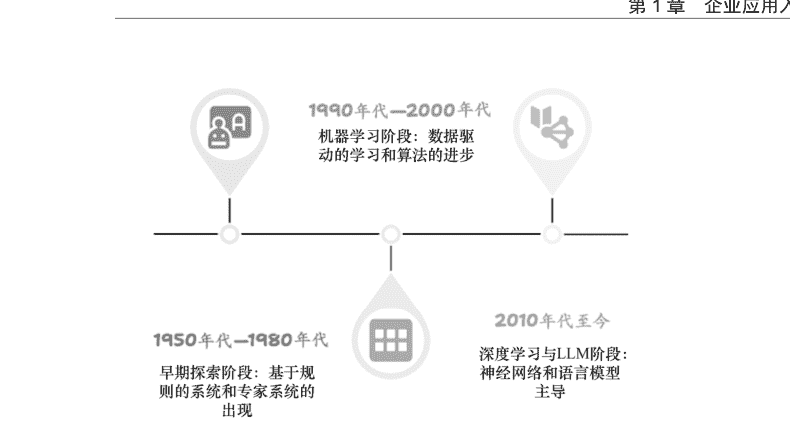 第 1 章 企业应用
1990年代—2000年代
机器学习阶段：数据驱
动的学习和算法的进步
1950年代—1980年代
早期探索阶段：基于规
则的系统和专家系统的
出现
2010年代至今
深度学习与LLM阶段：
神经网络和语言模型
主导